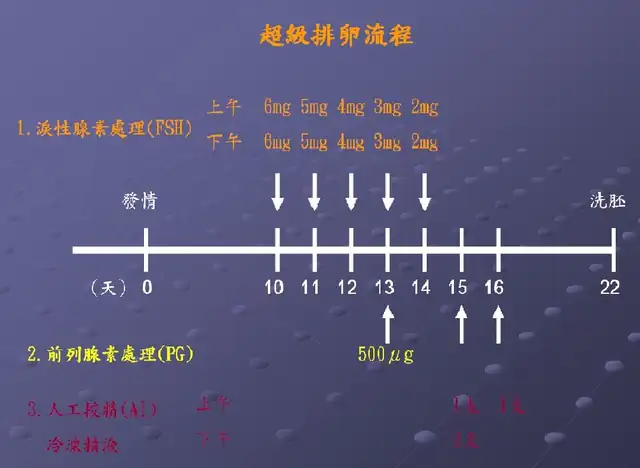 超級排卵流程
上午 6mg 5mg 4mg 3mg 2mg
1.濾性腺素處理(FSH)
下午 6mg 5mg 4mg 3mg 2mg
發情 洗胚
(天) 0 10 11 12 13 14 15 16 22
2.前列腺素處理(PG) 500μg
3.人工授精(AI) 上午
冷凍精液 下午